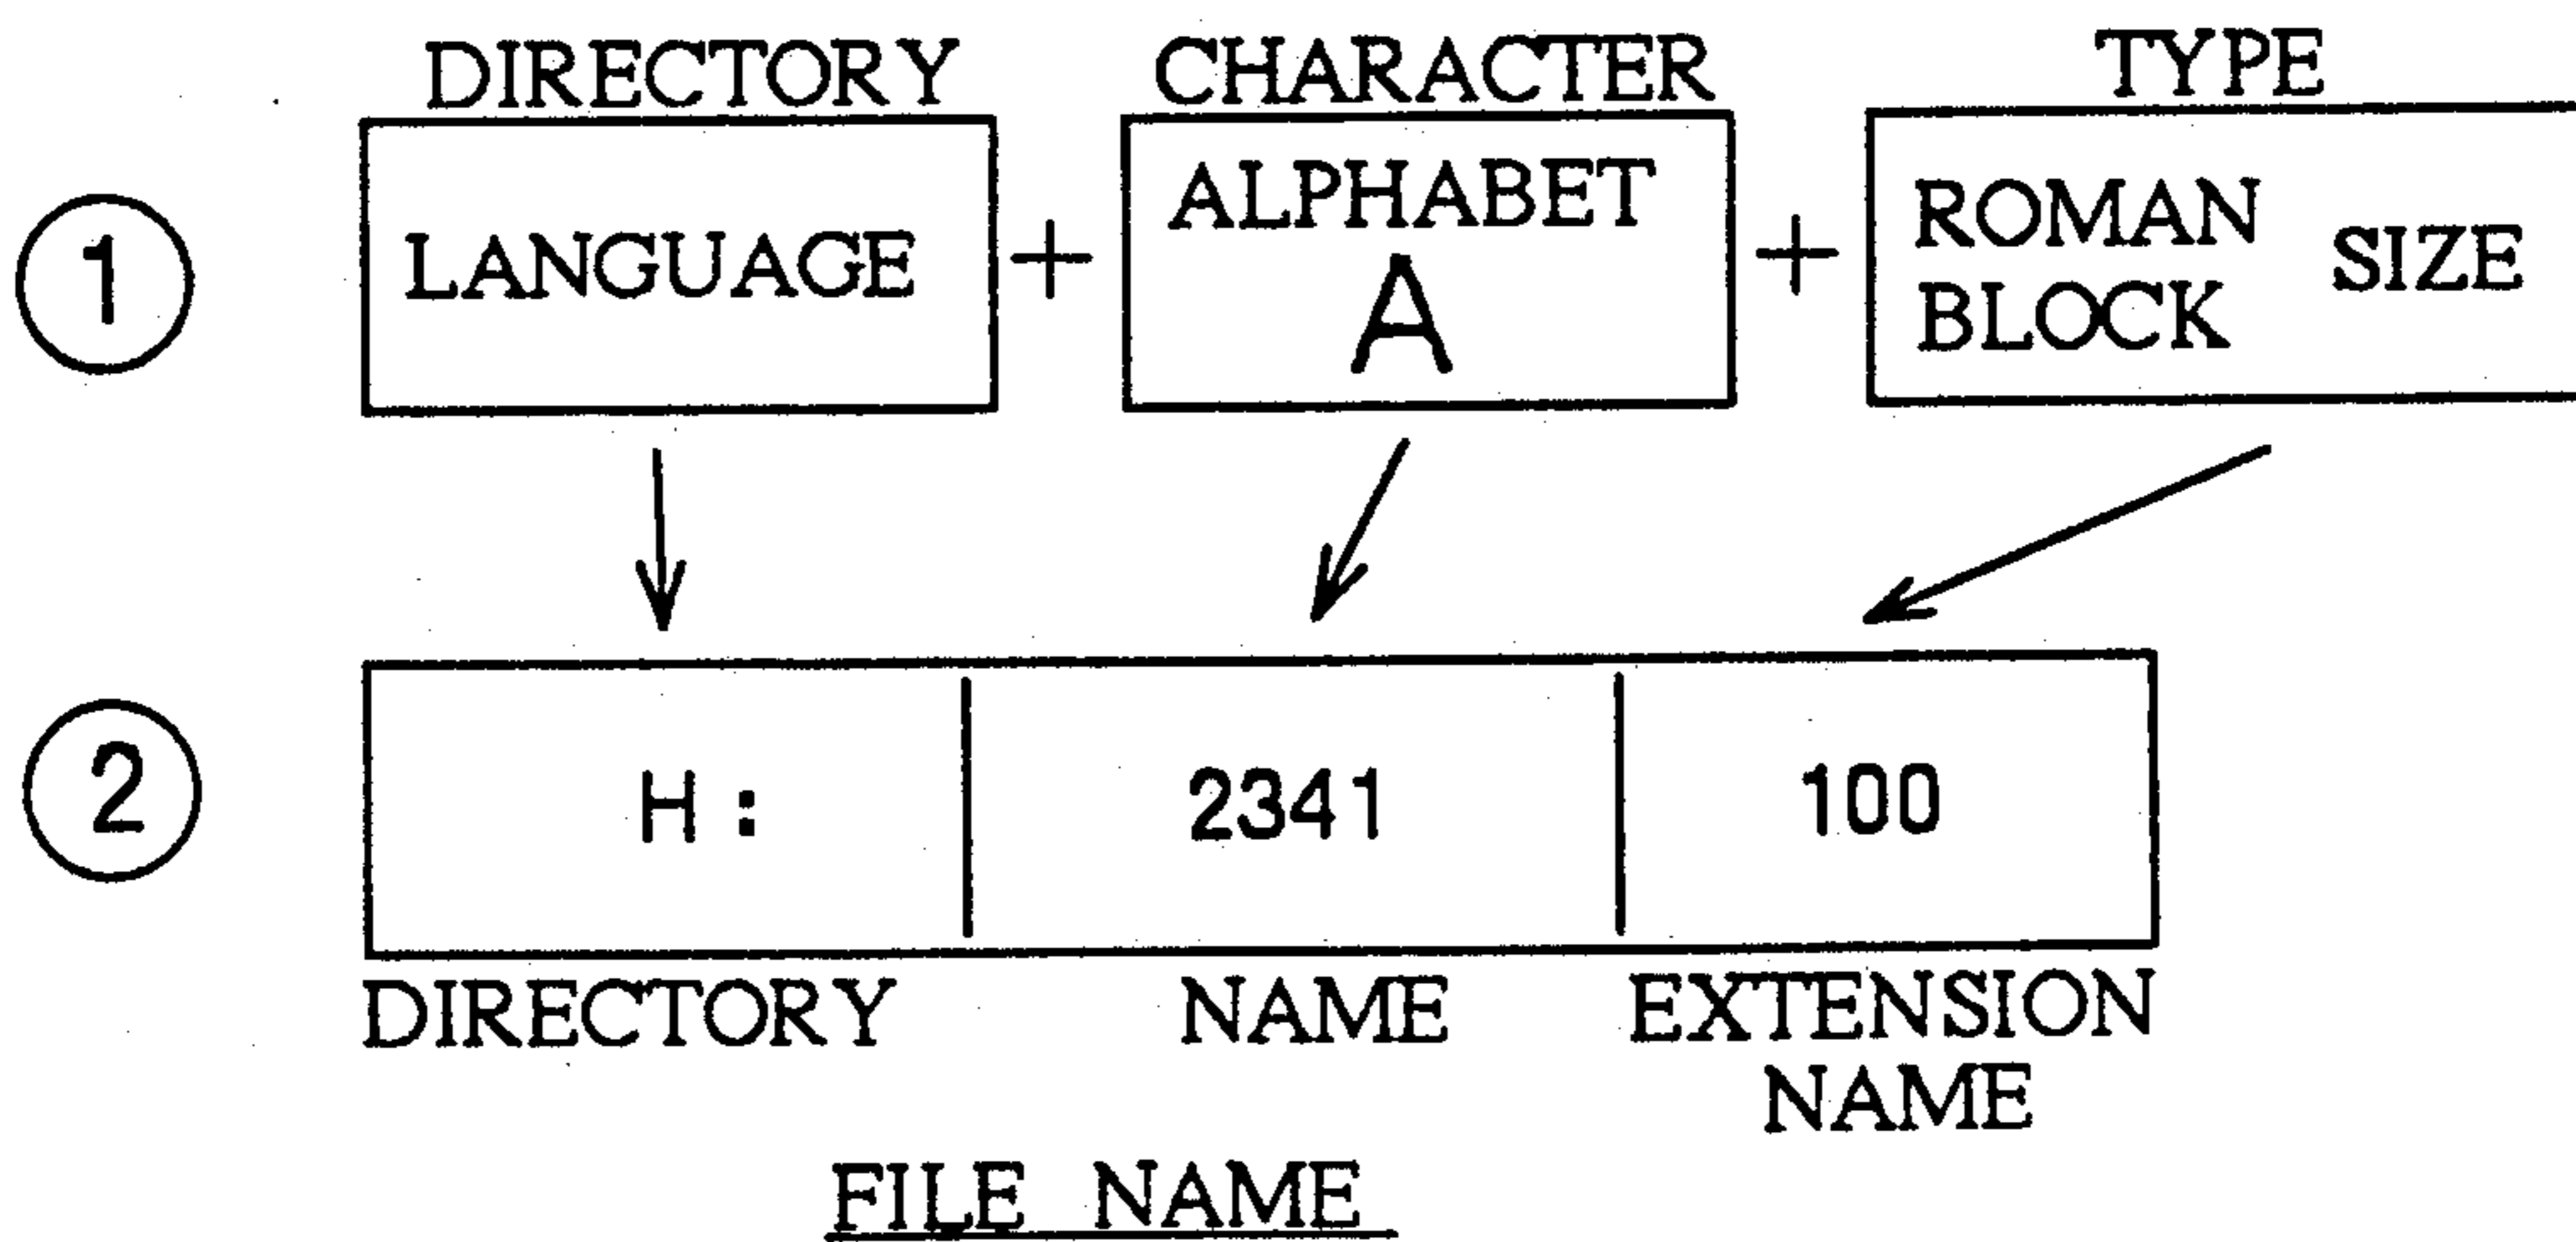 DIRECTORY CHARACTER TYPE
1 LANGUAGE + ALPHABET A + ROMAN BLOCK SIZE
2 H: 2341 100
DIRECTORY NAME EXTENSION NAME
FILE NAME